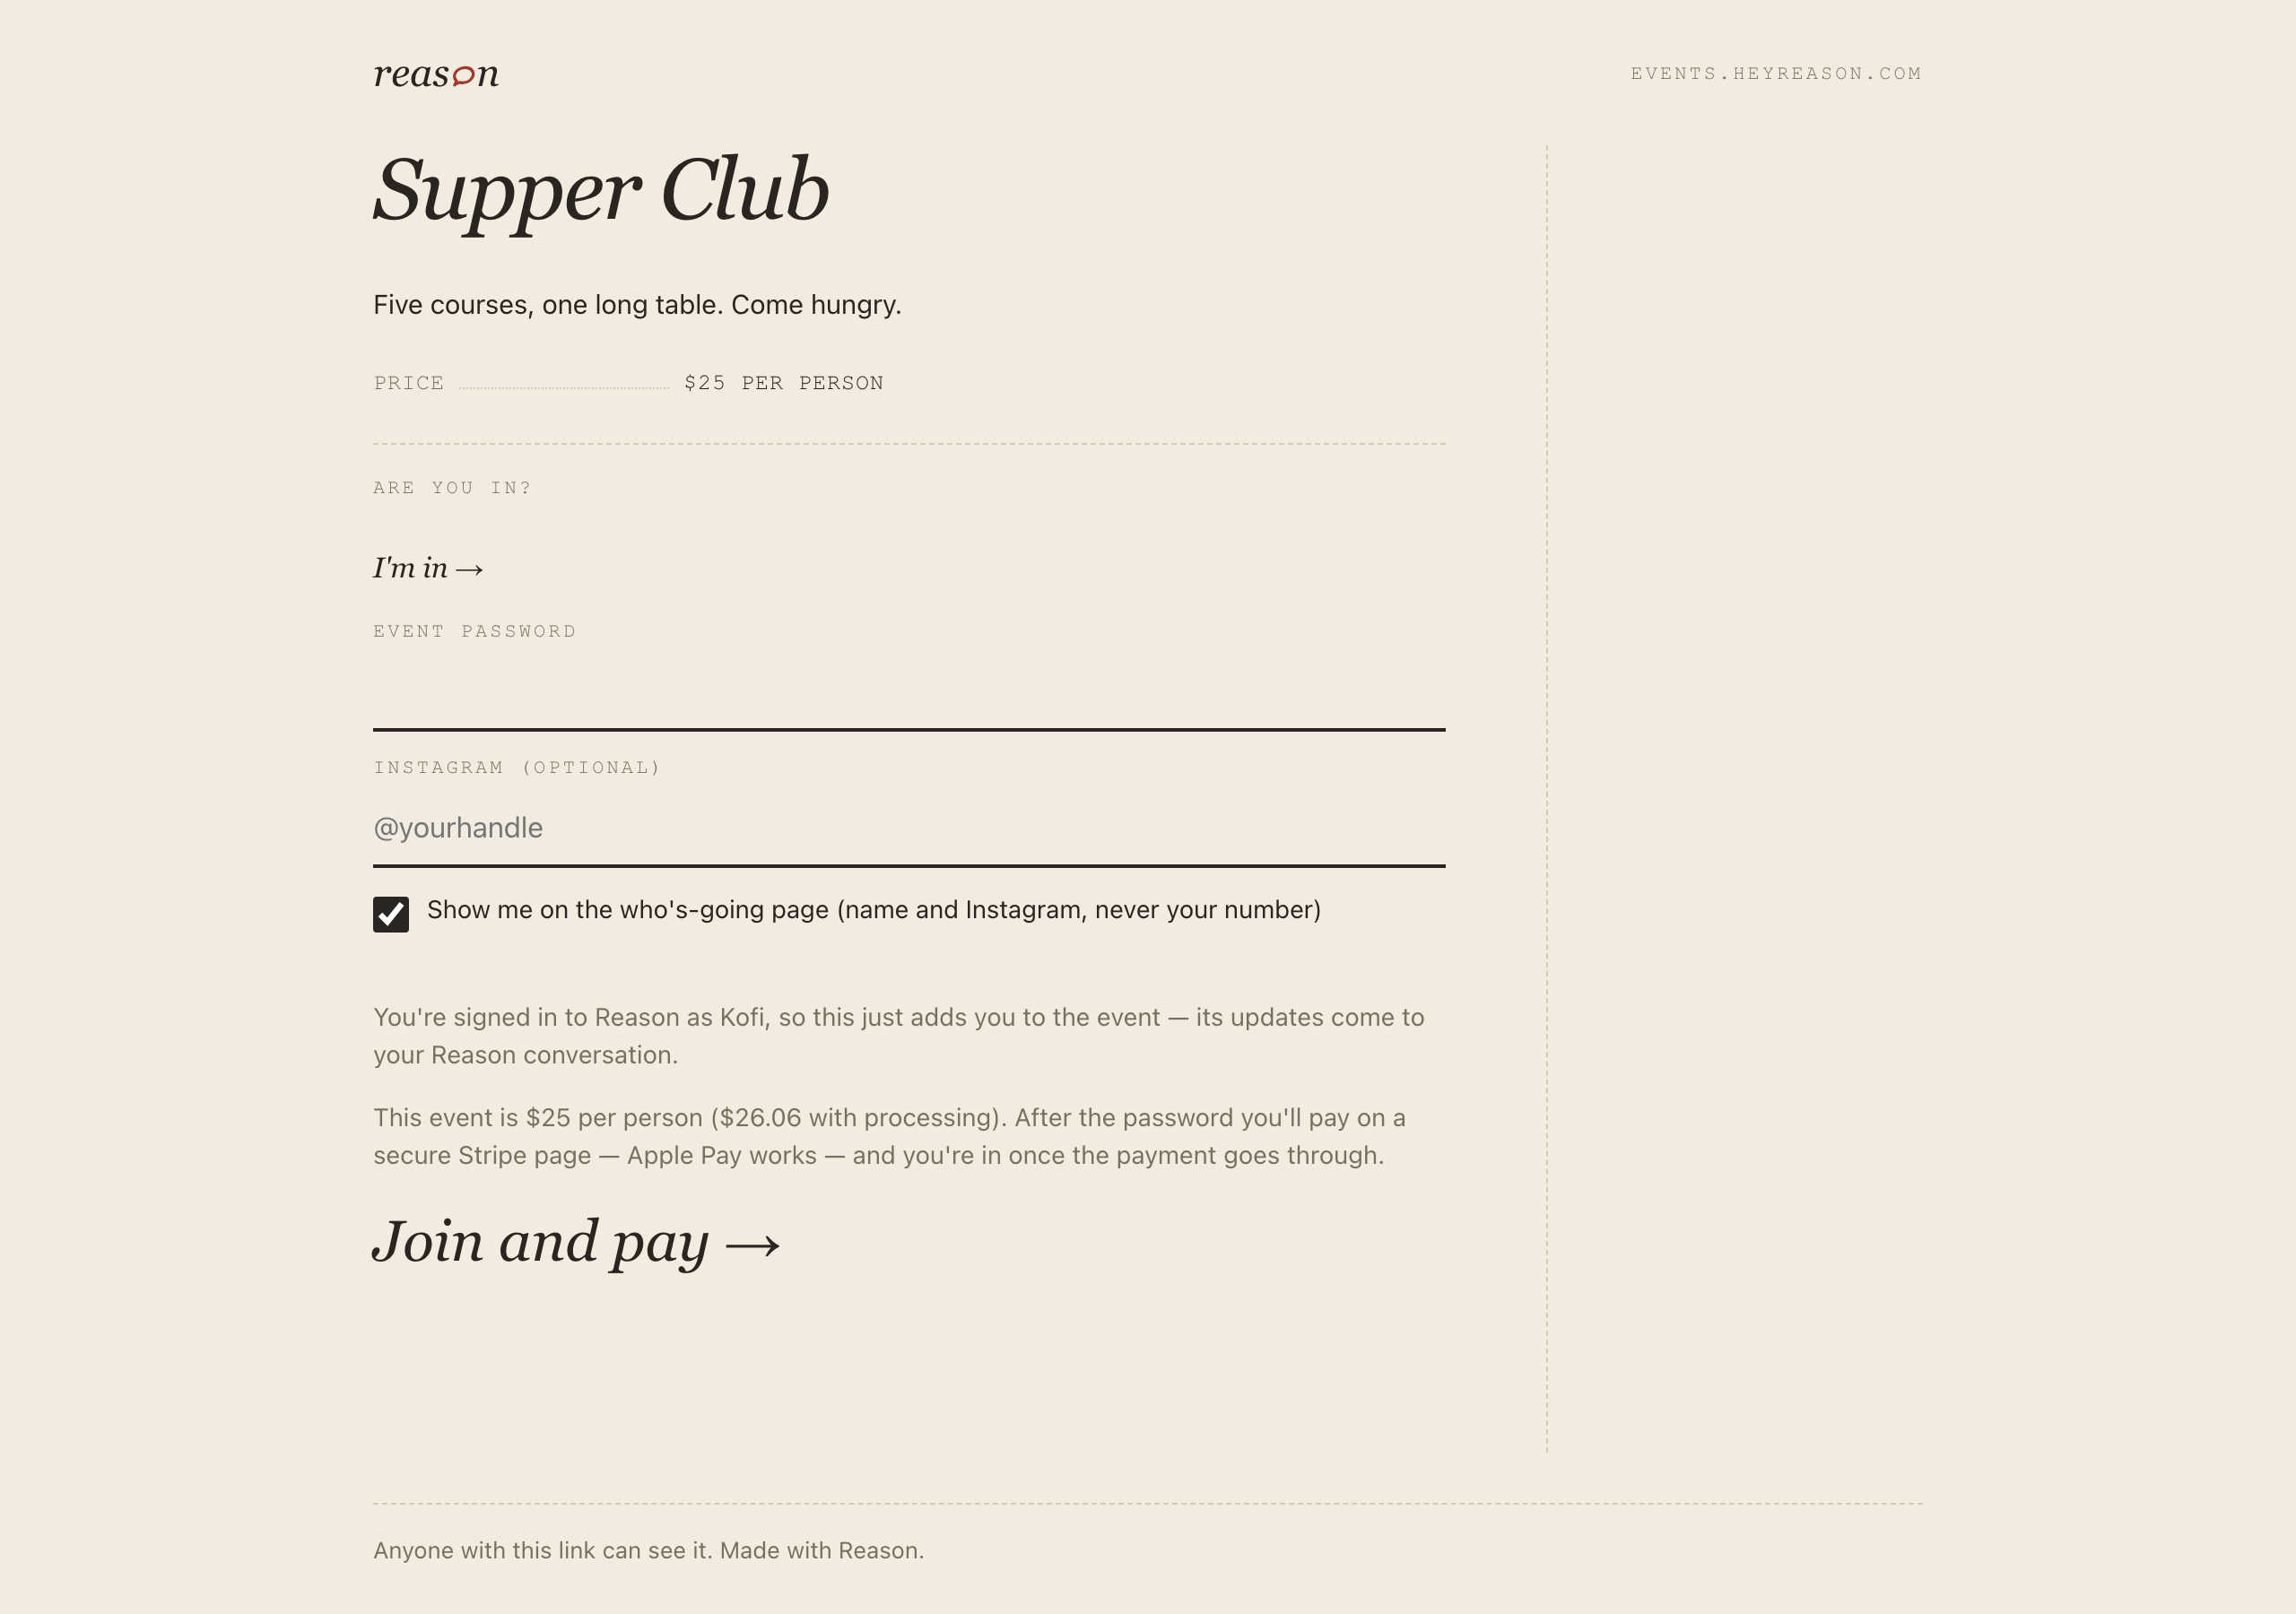 reason
EVENTS.HEYREASON.COM
Supper Club
Five courses, one long table. Come hungry.
PRICE $25 PER PERSON
ARE YOU IN?
I'm in →
EVENT PASSWORD
INSTAGRAM (OPTIONAL)
@yourhandle
Show me on the who's-going page (name and Instagram, never your number)
You're signed in to Reason as Kofi, so this just adds you to the event — its updates come to
your Reason conversation.
This event is $25 per person ($26.06 with processing). After the password you'll pay on a
secure Stripe page — Apple Pay works — and you're in once the payment goes through.
Join and pay →
Anyone with this link can see it. Made with Reason.